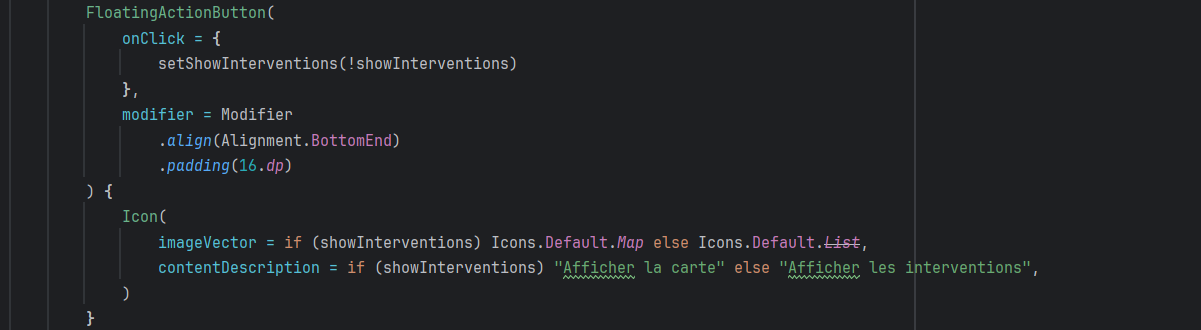 FloatingActionButton(
onClick = {
setShowInterventions(!showInterventions)
},
modifier = Modifier
.align(Alignment.BottomEnd)
.padding(16.dp)
) {
Icon(
imageVector = if (showInterventions) Icons.Default.Map else Icons.Default.List,
contentDescription = if (showInterventions) "Afficher la carte" else "Afficher les interventions",
)
}